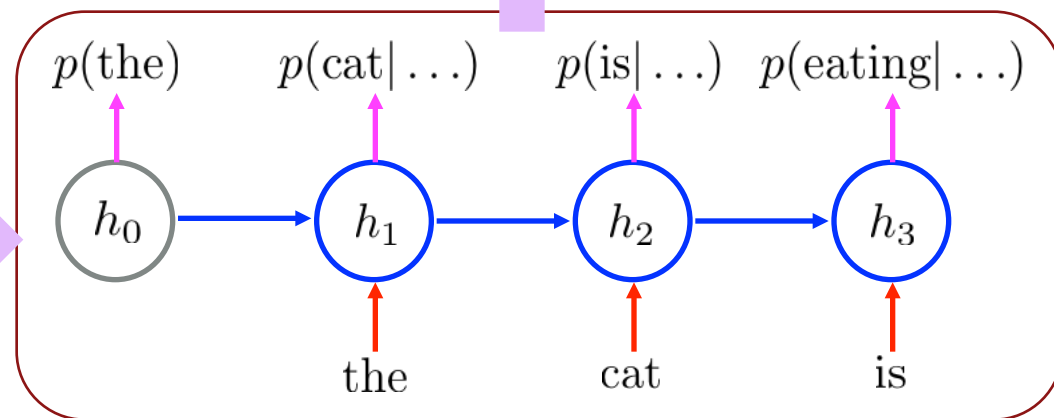 p(the) p(cat| ...) p(is| ...) p(eating| ...)
h₀ h₁ h₂ h₃
the cat is